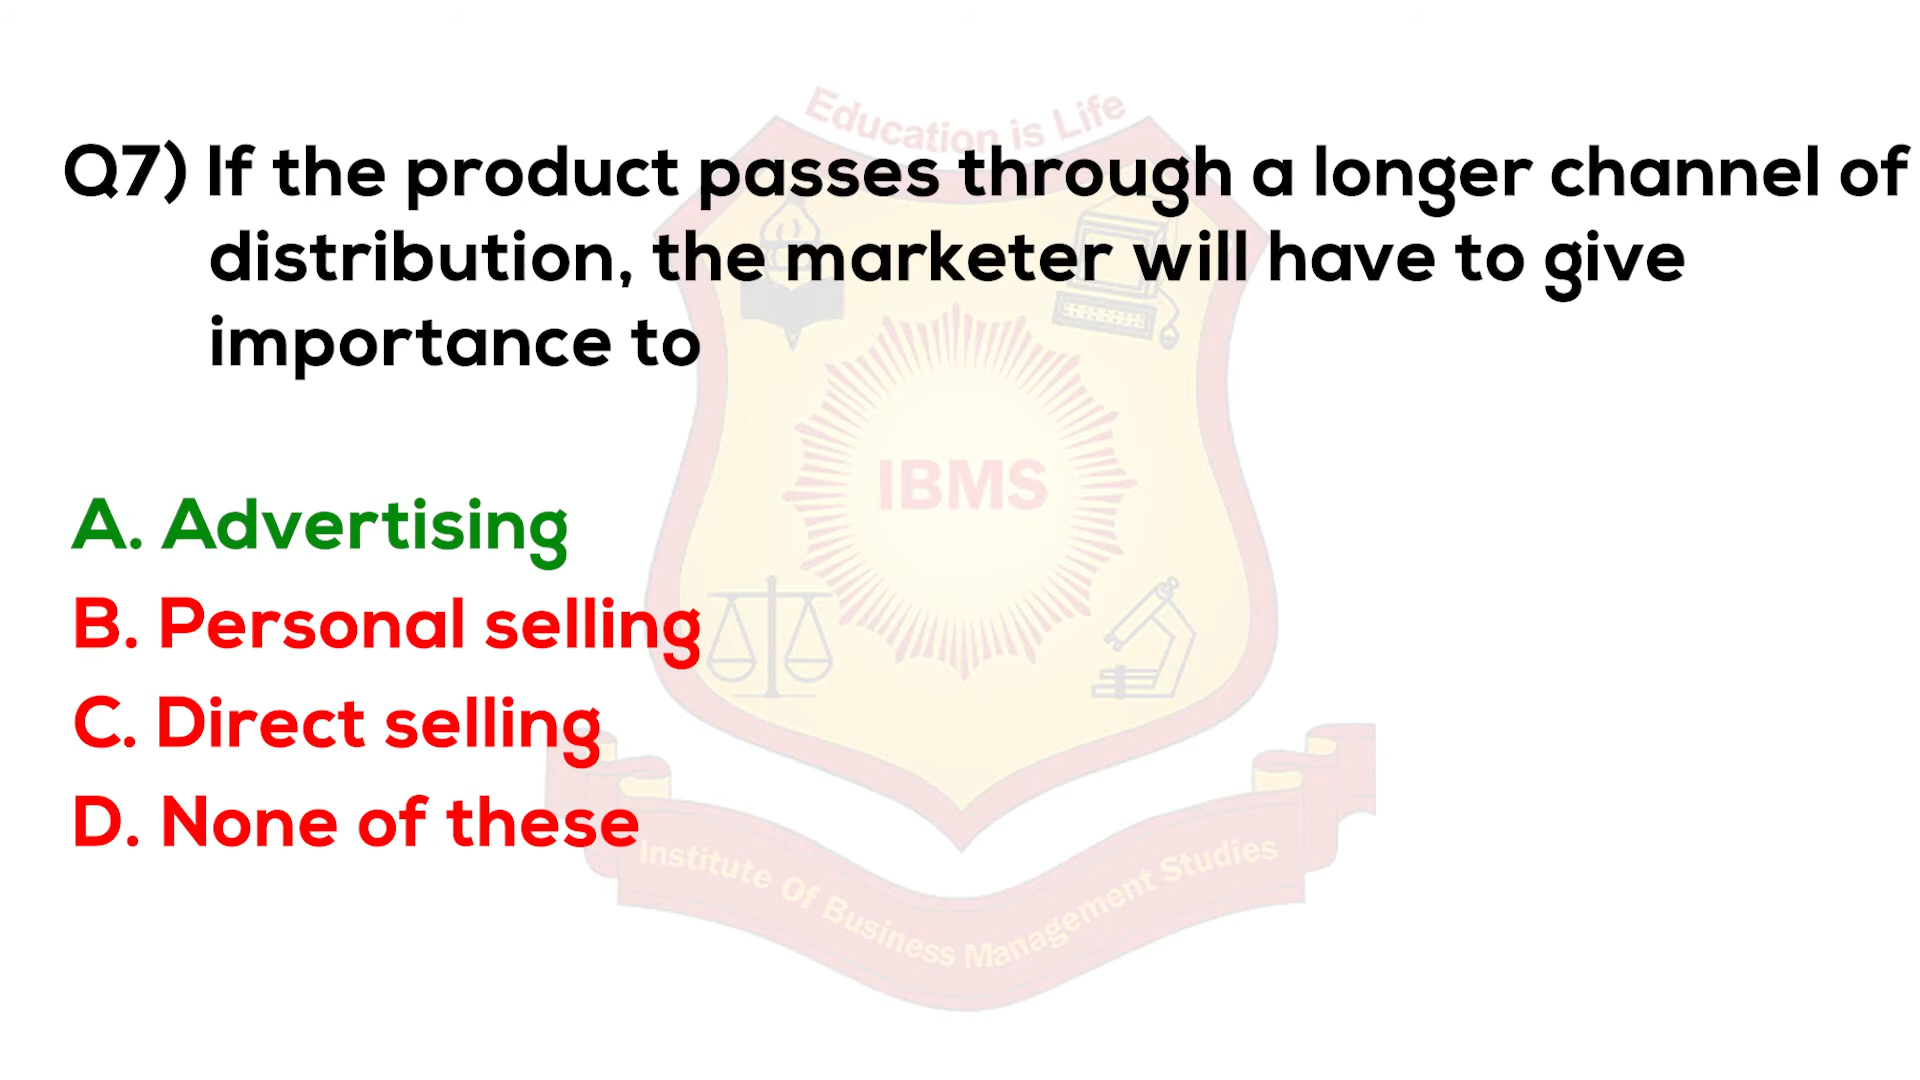 Education is Life
Q7) If the product passes through a longer channel of
distribution, the marketer will have to give
importance to
IBMS
A. Advertising
B. Personal selling
C. Direct selling
D. None of these
Institute Of Business Management Studies